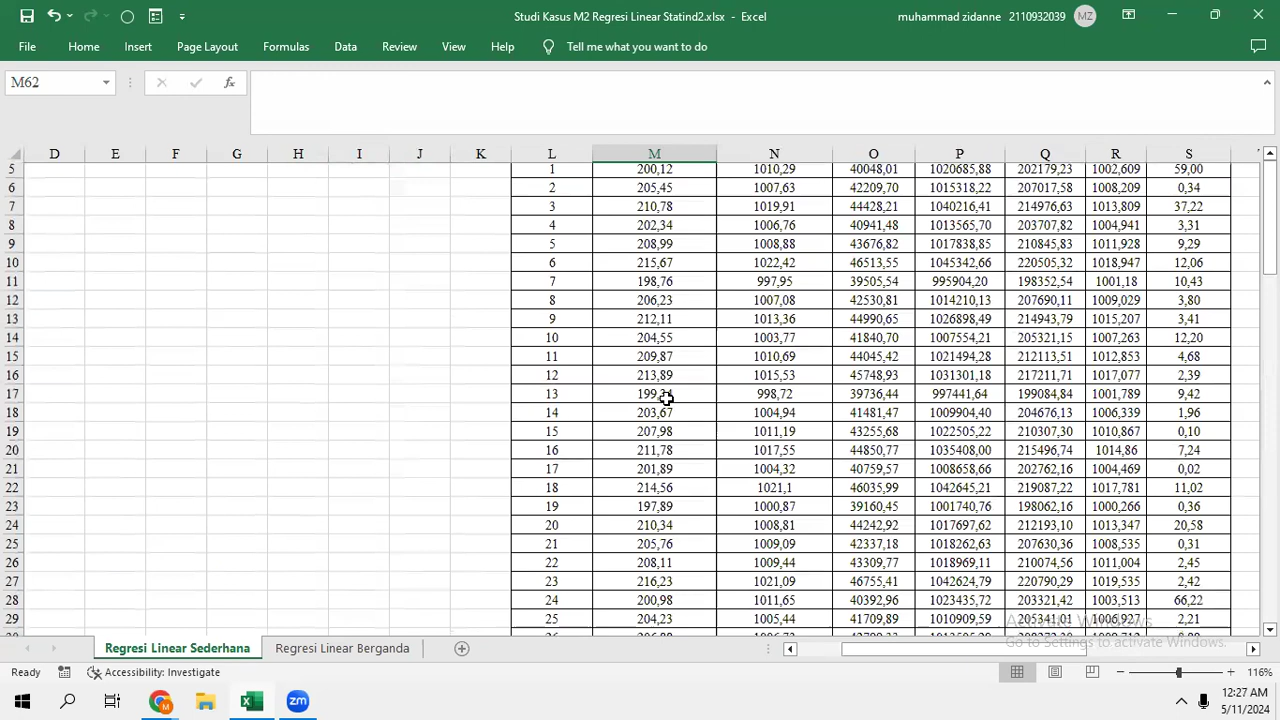 Studi Kasus M2 Regresi Linear Statind2.xlsx - Excel
muhammad zidanne 2110932039 MZ
File Home Insert Page Layout Formulas Data Review View Help Tell me what you want to do
M62 fx
D E F G H I J K L M N O P Q R S
5 1 200,12 1010,29 40048,01 1020685,88 202179,23 1002,609 59,00
6 2 205,45 1007,63 42209,70 1015318,22 207017,58 1008,209 0,34
7 3 210,78 1019,91 44428,21 1040216,41 214976,63 1013,809 37,22
8 4 202,34 1006,76 40941,48 1013565,70 203707,82 1004,941 3,31
9 5 208,99 1008,88 43676,82 1017838,85 210845,83 1011,928 9,29
10 6 215,67 1022,42 46513,55 1045342,66 220505,32 1018,947 12,06
11 7 198,76 997,95 39505,54 995904,20 198352,54 1001,18 10,43
12 8 206,23 1007,08 42530,81 1014210,13 207690,11 1009,029 3,80
13 9 212,11 1013,36 44990,65 1026898,49 214943,79 1015,207 3,41
14 10 204,55 1003,77 41840,70 1007554,21 205321,15 1007,263 12,20
15 11 209,87 1010,69 44045,42 1021494,28 212113,51 1012,853 4,68
16 12 213,89 1015,53 45748,93 1031301,18 217211,71 1017,077 2,39
17 13 998,72 39736,44 997441,64 199084,84 1001,789 9,42
18 14 203,67 1004,94 41481,47 1009904,40 204676,13 1006,339 1,96
19 15 207,98 1011,19 43255,68 1022505,22 210307,30 1010,867 0,10
20 16 211,78 1017,55 44850,77 1035408,00 215496,74 1014,86 7,24
21 17 201,89 1004,32 40759,57 1008658,66 202762,16 1004,469 0,02
22 18 214,56 1021,1 46035,99 1042645,21 219087,22 1017,781 11,02
23 19 197,89 1000,87 39160,45 1001740,76 198062,16 1000,266 0,36
24 20 210,34 1008,81 44242,92 1017697,62 212193,10 1013,347 20,58
25 21 205,76 1009,09 42337,18 1018262,63 207630,36 1008,535 0,31
26 22 208,11 1009,44 43309,77 1018969,11 210074,56 1011,004 2,45
27 23 216,23 1021,09 46755,41 1042624,79 220790,29 1019,535 2,42
28 24 200,98 1011,65 40392,96 1023435,72 203321,42 1003,513 66,22
29 25 204,23 1005,44 41709,89 1010909,59 205341,01 1006,927 2,21
Activate Windows
Go to Settings to activate Windows.
Regresi Linear Sederhana Regresi Linear Berganda
Ready Accessibility: Investigate 116%
12:27 AM
5/11/2024